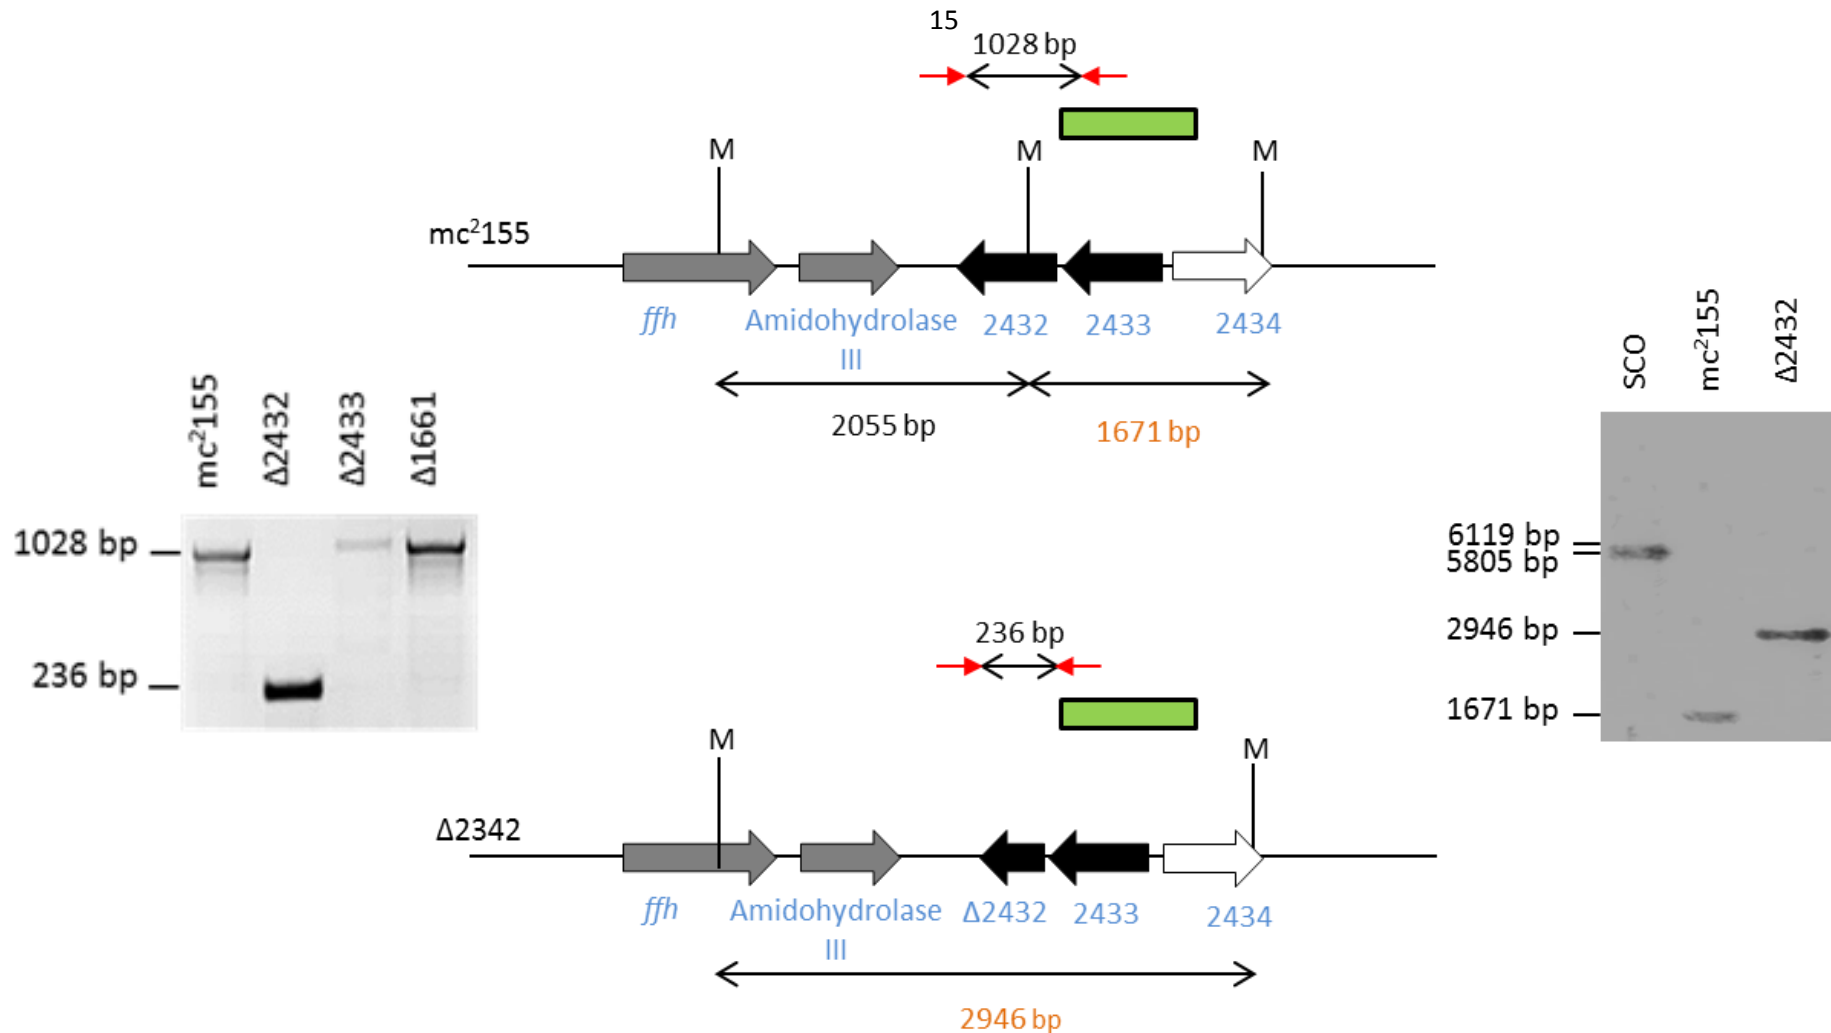 15
1028 bp
M M M
mc²155
ffh Amidohydrolase III 2432 2433 2434
2055 bp 1671 bp
mc²155 Δ2432 Δ2433 Δ1661
1028 bp
236 bp
SCO mc²155 Δ2432
6119 bp
5805 bp
2946 bp
1671 bp
236 bp
M M
Δ2342
ffh Amidohydrolase III Δ2432 2433 2434
2946 bp